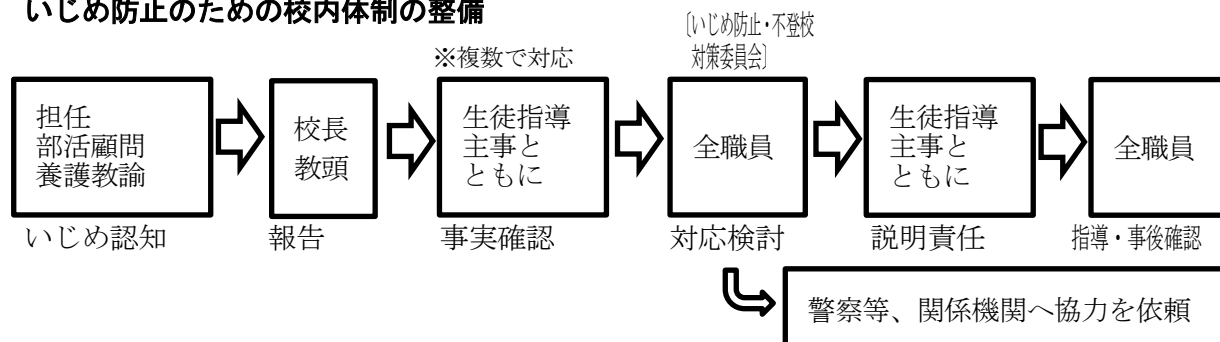 いじめ防止のための校内体制の整備
〔いじめ防止・不登校
対策委員会〕
※複数で対応
担任
部活顧問
養護教諭
校長
教頭
生徒指導
主事と
ともに
全職員
生徒指導
主事と
ともに
全職員
いじめ認知
報告
事実確認
対応検討
説明責任
指導・事後確認
警察等、関係機関へ協力を依頼